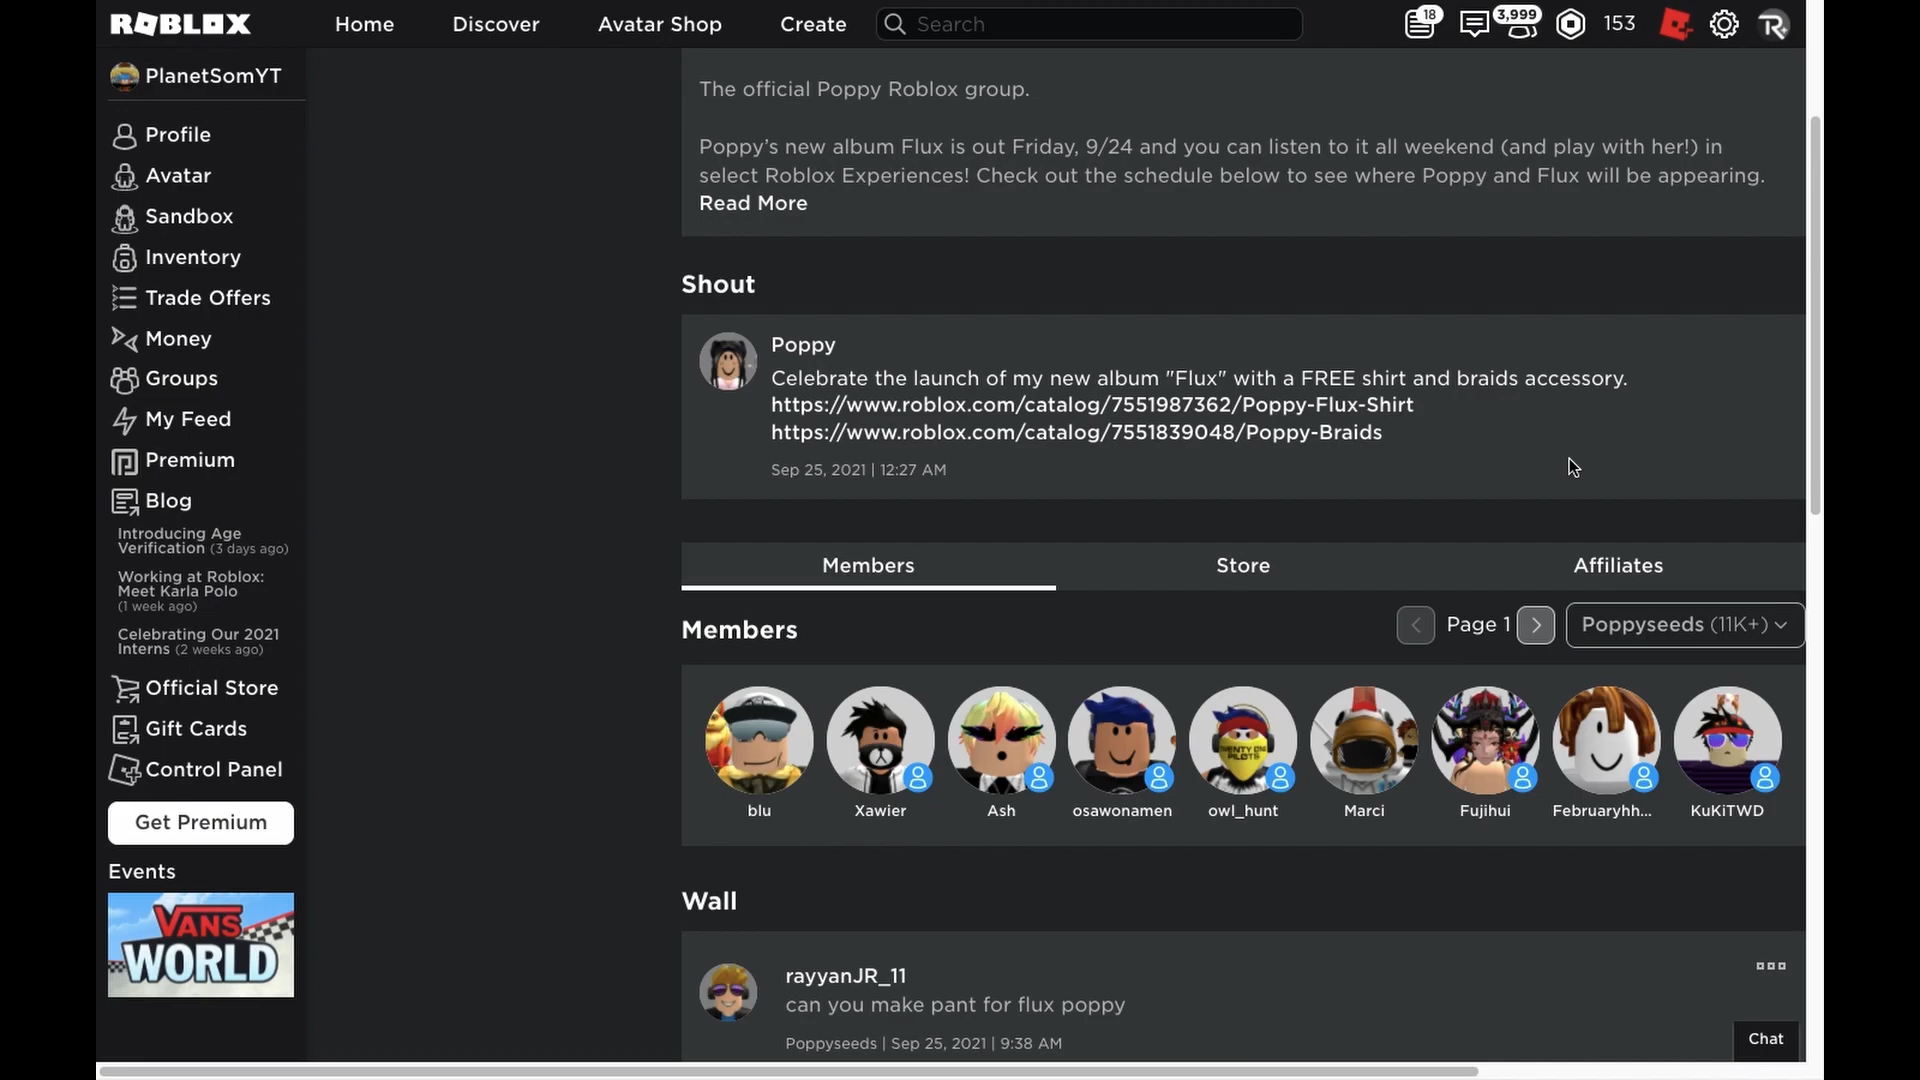 ROBLOX Home Discover Avatar Shop Create Search 18 3,999 153
PlanetSomYT
Profile
Avatar
Sandbox
Inventory
Trade Offers
Money
Groups
My Feed
Premium
Blog
Introducing Age
Verification (3 days ago)
Working at Roblox:
Meet Karla Polo
(1 week ago)
Celebrating Our 2021
Interns (2 weeks ago)
Official Store
Gift Cards
Control Panel
Get Premium
Events
VANS
WORLD
The official Poppy Roblox group.
Poppy’s new album Flux is out Friday, 9/24 and you can listen to it all weekend (and play with her!) in
select Roblox Experiences! Check out the schedule below to see where Poppy and Flux will be appearing.
Read More
Shout
Poppy
Celebrate the launch of my new album "Flux" with a FREE shirt and braids accessory.
https://www.roblox.com/catalog/7551987362/Poppy-Flux-Shirt
https://www.roblox.com/catalog/7551839048/Poppy-Braids
Sep 25, 2021 | 12:27 AM
Members Store Affiliates
Members Page 1 Poppyseeds (11K+)
TWENTY ONE
PILOTS
blu Xawier Ash osawonamen owl_hunt Marci Fujihui Februaryhh... KuKiTWD
Wall
rayyanJR_11
can you make pant for flux poppy
Poppyseeds | Sep 25, 2021 | 9:38 AM
Chat